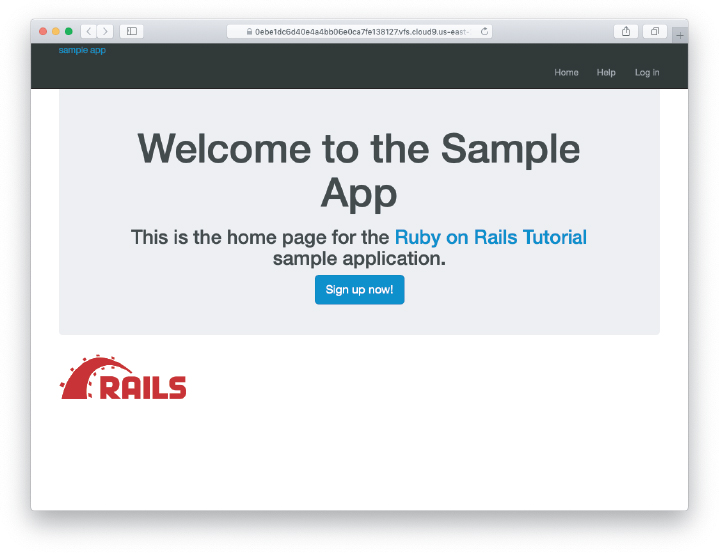 0ebe1dc6d40e4a4bb06e0ca7fe138127.vfs.cloud9.us-east-
sample app
Home Help Log in
Welcome to the Sample
App
This is the home page for the Ruby on Rails Tutorial
sample application.
Sign up now!
RAILS